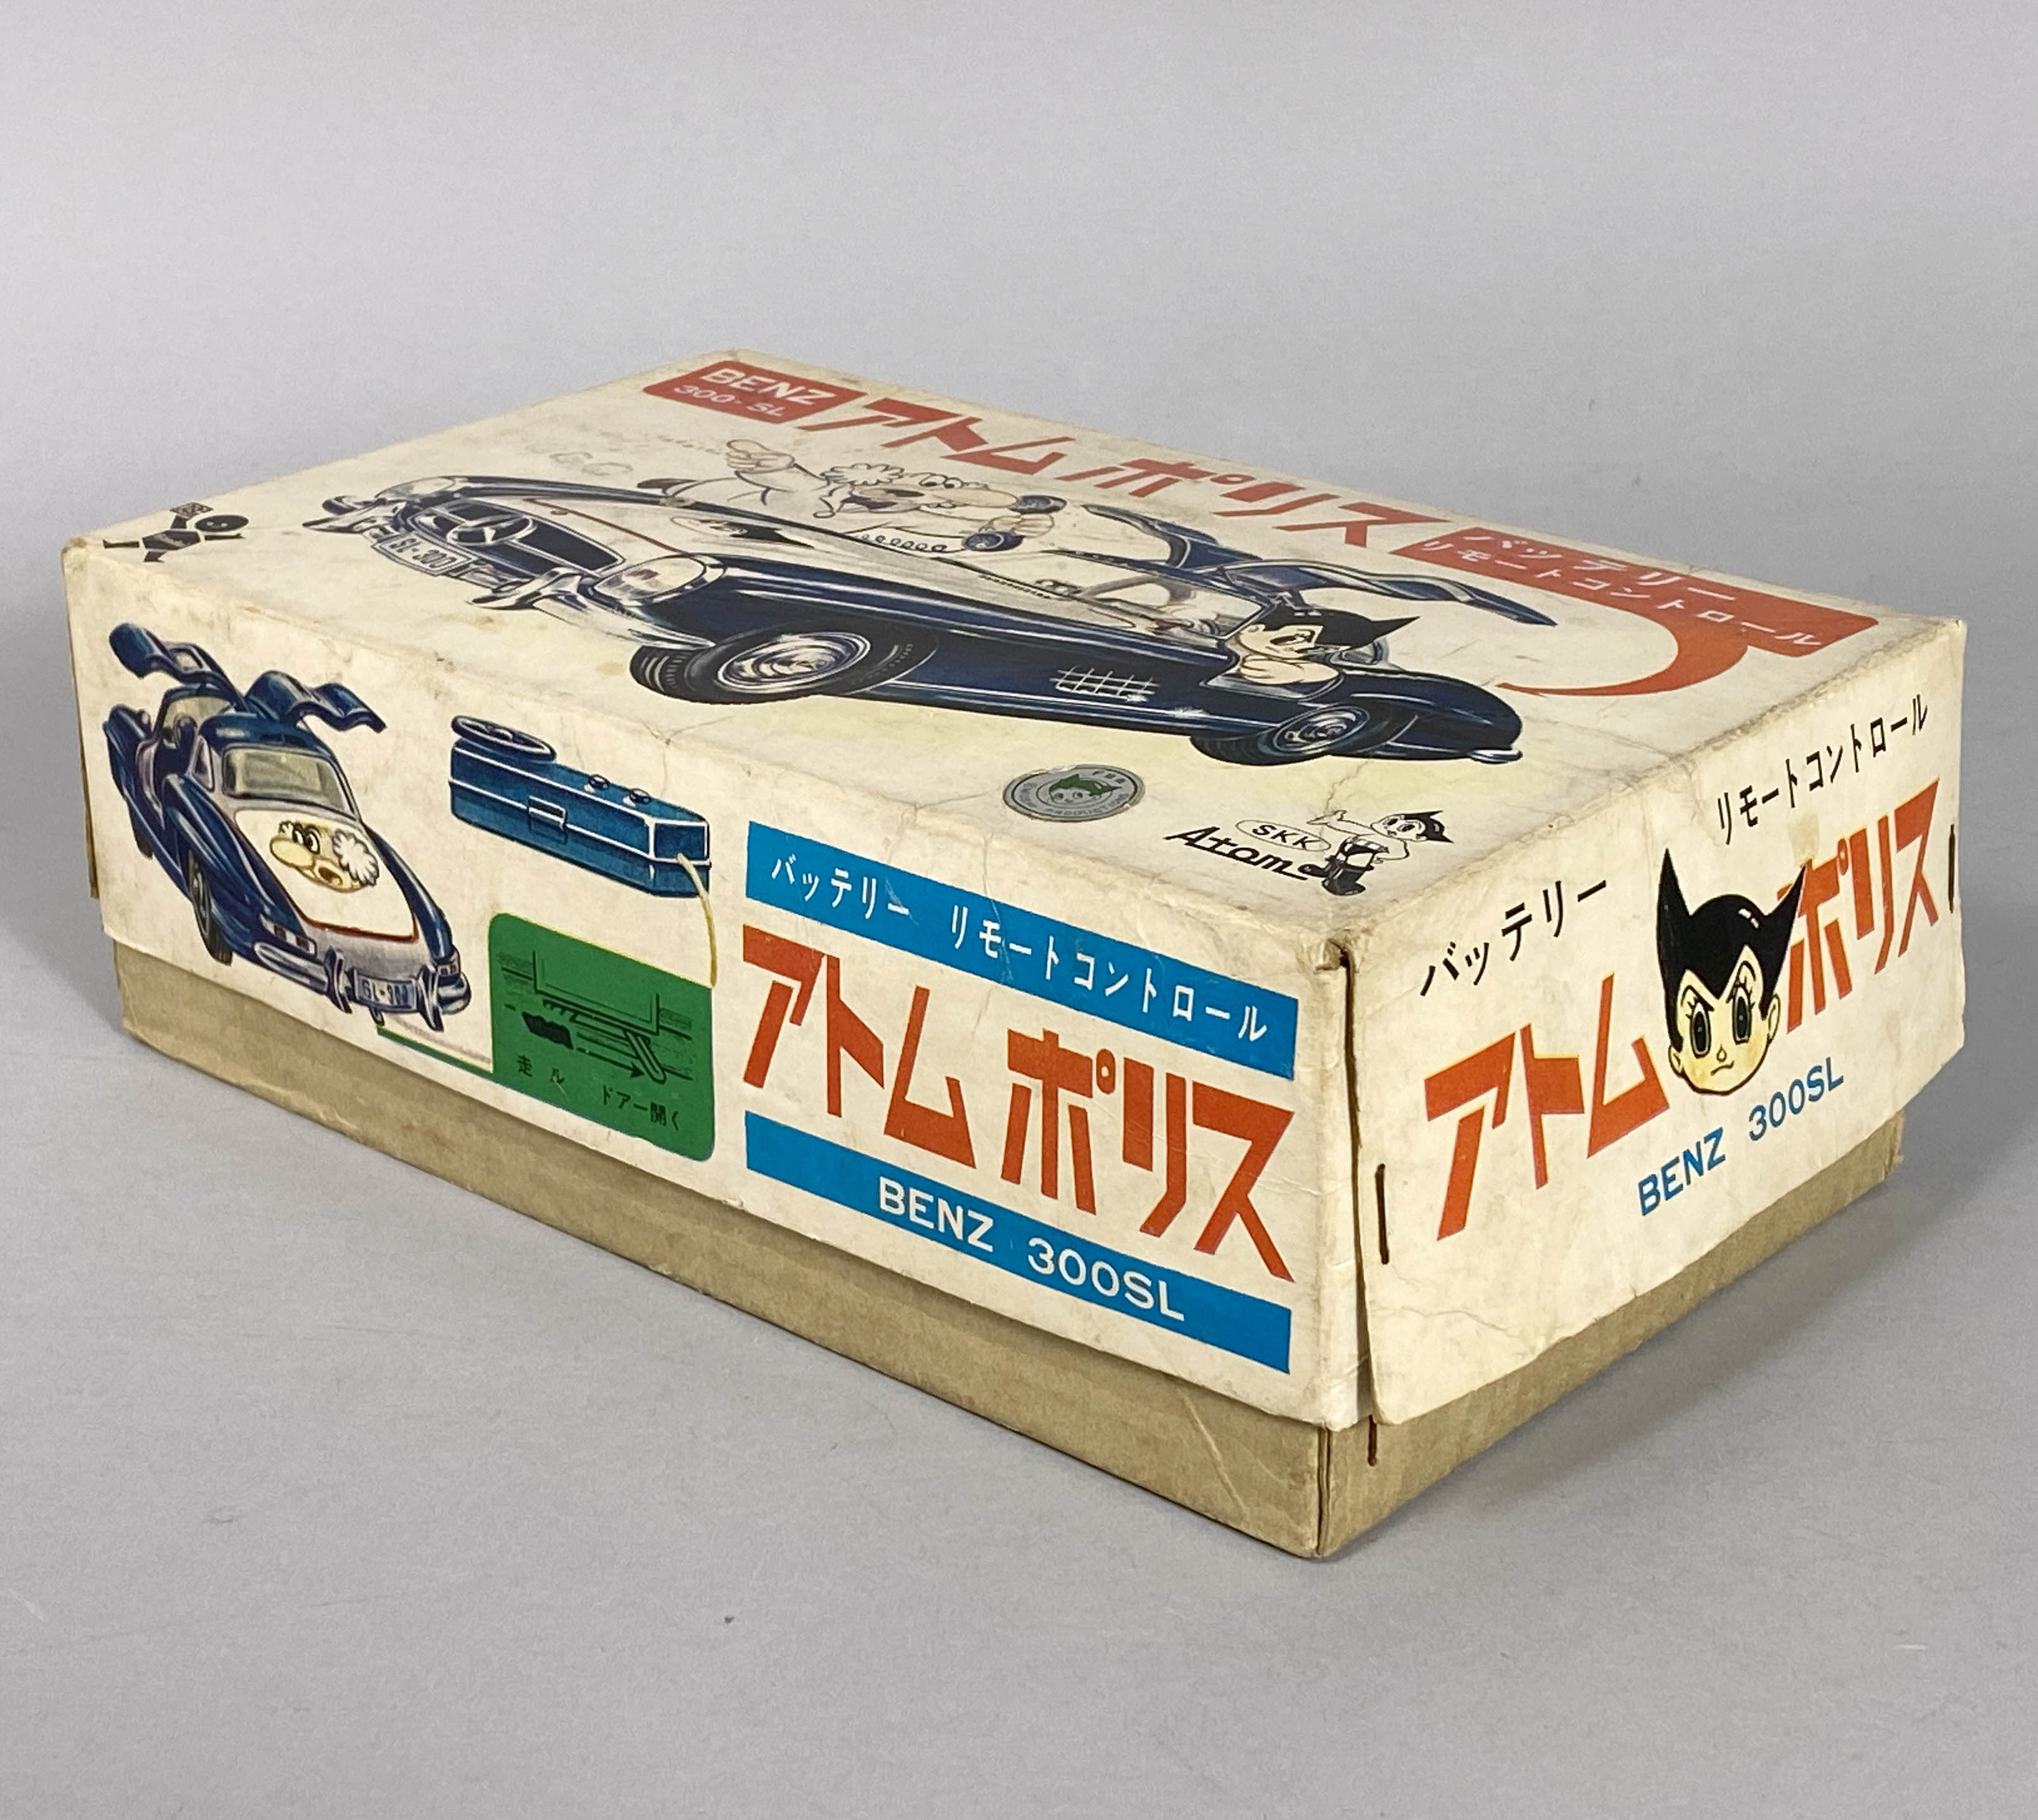 BENZ
300-SL
アトムポリス
バッテリー
リモートコントロール
SL-300
SKK
Atom
バッテリー リモートコントロール
アトム ポリス
BENZ 300SL
走ル
ドアー開く
バッテリー リモートコントロール
アトム ポリス
BENZ 300SL